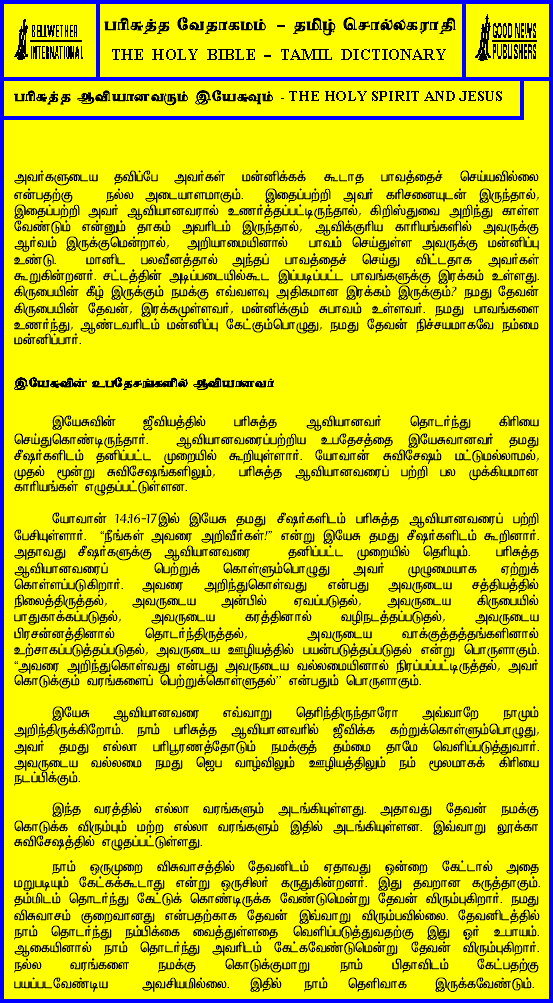 BELLWETHER
INTERNATIONAL
பரிசுத்த வேதாகமம் – தமிழ் சொல்லகராதி
THE HOLY BIBLE – TAMIL DICTIONARY
GOOD NEWS
PUBLISHERS
பரிசுத்த ஆவியானவரும் இயேசுவும் - THE HOLY SPIRIT AND JESUS
அவர்களுடைய தவிப்பே அவர்கள் மன்னிக்கக் கூடாத பாவத்தைச் செய்யவில்லை
என்பதற்கு நல்ல அடையாளமாகும். இதைப்பற்றி அவர் கரிசனையுடன் இருந்தால்,
இதைப்பற்றி அவர் ஆவியானவரால் உணர்த்தப்பட்டிருந்தால், கிறிஸ்துவை அறிந்து காள்ள
வேண்டும் என்னும் தாகம் அவரிடம் இருந்தால், ஆவிக்குரிய காரியங்களில் அவருக்கு
ஆர்வம் இருக்குமென்றால், அறியாமையினால் பாவம் செய்துள்ள அவருக்கு மன்னிப்பு
உண்டு. மானிட பலவீனத்தால் அந்தப் பாவத்தைச் செய்து விட்டதாக அவர்கள்
கூறுகின்றனர். சட்டத்தின் அடிப்படையில்கூட இப்படிப்பட்ட பாவங்களுக்கு இரக்கம் உள்ளது.
கிருபையின் கீழ் இருக்கும் நமக்கு எவ்வளவு அதிகமான இரக்கம் இருக்கும்? நமது தேவன்
கிருபையின் தேவன், இரக்கமுள்ளவர், மன்னிக்கும் சுபாவம் உள்ளவர். நமது பாவங்களை
உணர்ந்து, ஆண்டவரிடம் மன்னிப்பு கேட்கும்பொழுது, நமது தேவன் நிச்சயமாகவே நம்மை
மன்னிப்பார்.
இயேசுவின் உபதேசங்களில் ஆவியானவர்
இயேசுவின் ஜீவியத்தில் பரிசுத்த ஆவியானவர் தொடர்ந்து கிரியை
செய்துகொண்டிருந்தார். ஆவியானவரைப்பற்றிய உபதேசத்தை இயேசுவானவர் தமது
சீஷர்களிடம் தனிப்பட்ட முறையில் கூறியுள்ளார். யோவான் சுவிசேஷம் மட்டுமல்லாமல்,
முதல் மூன்று சுவிசேஷங்களிலும், பரிசுத்த ஆவியானவரைப் பற்றி பல முக்கியமான
காரியங்கள் எழுதப்பட்டுள்ளன.
யோவான் 14:16-17இல் இயேசு தமது சீஷர்களிடம் பரிசுத்த ஆவியானவரைப் பற்றி
பேசியுள்ளார். “நீங்கள் அவரை அறிவீர்கள்!” என்று இயேசு தமது சீஷர்களிடம் கூறினார்.
அதாவது சீஷர்களுக்கு ஆவியானவரை தனிப்பட்ட முறையில் தெரியும். பரிசுத்த
ஆவியானவரைப் பெற்றுக் கொள்ளும்பொழுது அவர் முழுமையாக ஏற்றுக்
கொள்ளப்படுகிறார். அவரை அறிந்துகொள்வது என்பது அவருடைய சத்தியத்தில்
நிலைத்திருத்தல், அவருடைய அன்பில் ஏவப்படுதல், அவருடைய கிருபையில்
பாதுகாக்கப்படுதல், அவருடைய கரத்தினால் வழிநடத்தப்படுதல், அவருடைய
பிரசன்னத்தினால் தொடர்ந்திருத்தல், அவருடைய வாக்குத்தத்தங்களினால்
உற்சாகப்படுத்தப்படுதல், அவருடைய ஊழியத்தில் பயன்படுத்தப்படுதல் என்று பொருளாகும்.
“அவரை அறிந்துகொள்வது என்பது அவருடைய வல்லமையினால் நிரப்பப்பட்டிருத்தல், அவர்
கொடுக்கும் வரங்களைப் பெற்றுக்கொள்ளுதல்” என்பதும் பொருளாகும்.
இயேசு ஆவியானவரை எவ்வாறு தெரிந்திருந்தாரோ அவ்வாறே நாமும்
அறிந்திருக்கிறோம். நாம் பரிசுத்த ஆவியானவரில் ஜீவிக்க கற்றுக்கொள்ளும்பொழுது,
அவர் தமது எல்லா பரிபூரணத்தோடும் நமக்குத் தம்மை தாமே வெளிப்படுத்துவார்.
அவருடைய வல்லமை நமது ஜெப வாழ்விலும் ஊழியத்திலும் நம் மூலமாகக் கிரியை
நடப்பிக்கும்.
இந்த வரத்தில் எல்லா வரங்களும் அடங்கியுள்ளது. அதாவது தேவன் நமக்கு
கொடுக்க விரும்பும் மற்ற எல்லா வரங்களும் இதில் அடங்கியுள்ளன. இவ்வாறு லூக்கா
சுவிசேஷத்தில் எழுதப்பட்டுள்ளது.
நாம் ஒருமுறை விசுவாசத்தில் தேவனிடம் ஏதாவது ஒன்றை கேட்டால் அதை
மறுபடியும் கேட்கக்கூடாது என்று ஒருசிலர் கருதுகின்றனர். இது தவறான கருத்தாகும்.
தம்மிடம் தொடர்ந்து கேட்டுக் கொண்டிருக்க வேண்டுமென்று தேவன் விரும்புகிறார். நமது
விசுவாசம் குறைவானது என்பதற்காக தேவன் இவ்வாறு விரும்பவில்லை. தேவனிடத்தில்
நாம் தொடர்ந்து நம்பிக்கை வைத்துள்ளதை வெளிப்படுத்துவதற்கு இது ஓர் உபாயம்.
ஆகையினால் நாம் தொடர்ந்து அவரிடம் கேட்கவேண்டுமென்று தேவன் விரும்புகிறார்.
நல்ல வரங்களை நமக்கு கொடுக்குமாறு நாம் பிதாவிடம் கேட்பதற்கு
பயப்படவேண்டிய அவசியமில்லை. இதில் நாம் தெளிவாக இருக்கவேண்டும்.